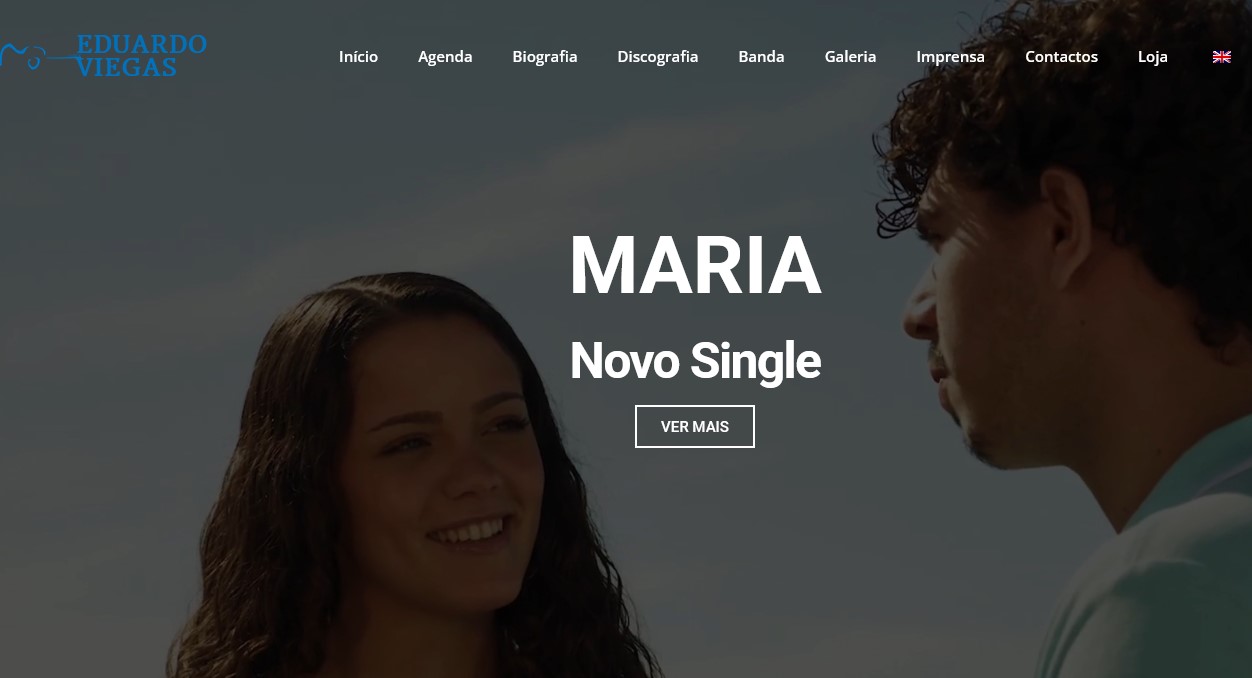 EDUARDO
VIEGAS
Início Agenda Biografia Discografia Banda Galeria Imprensa Contactos Loja
MARIA
Novo Single
VER MAIS